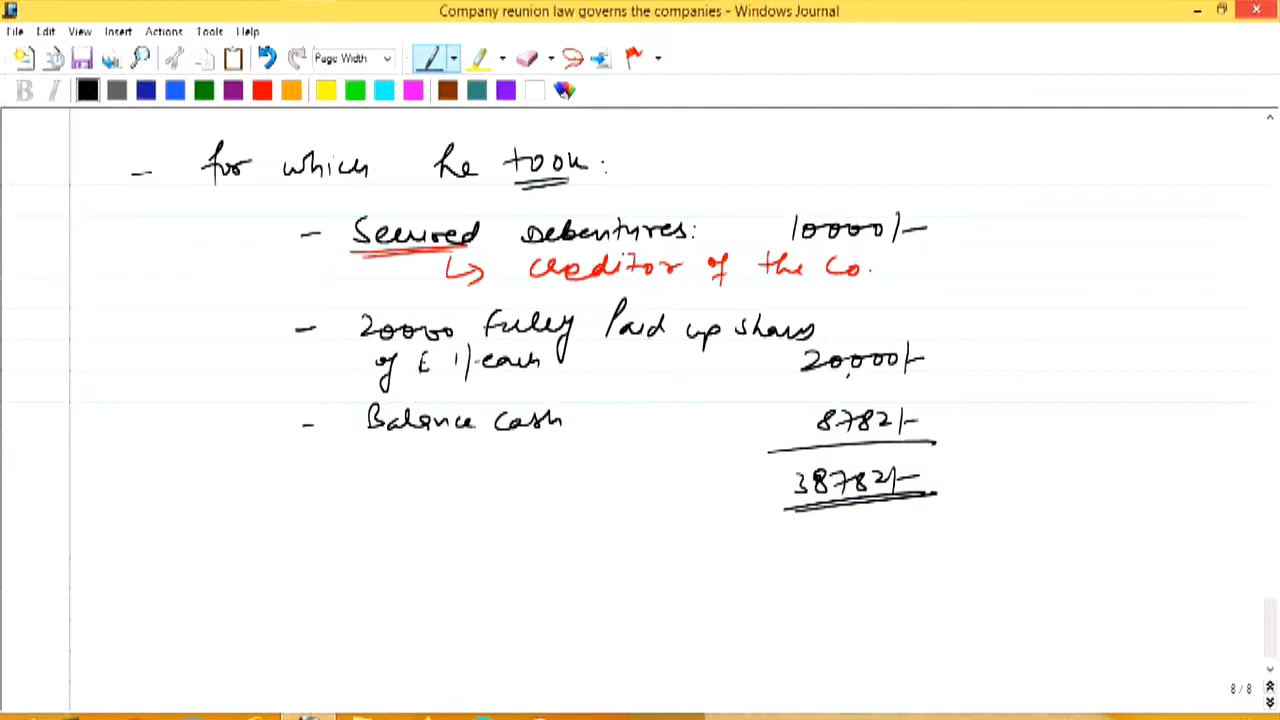 Company reunion law governs the companies - Windows Journal
File Edit View Insert Actions Tools Help
Page Width
B I
- for which he took:
- Secured debentures: 10000/-
↳ creditor of the Co.
- 20000 Fully Paid up shares
of £ 1/- each 20,000/-
- Balance cash 8782/-
38782/-
8 / 8